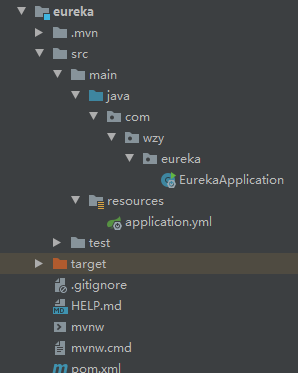 eureka
.mvn
src
main
java
com
wzy
eureka
EurekaApplication
resources
application.yml
test
target
.gitignore
HELP.md
mvnw
mvnw.cmd
pom.xml